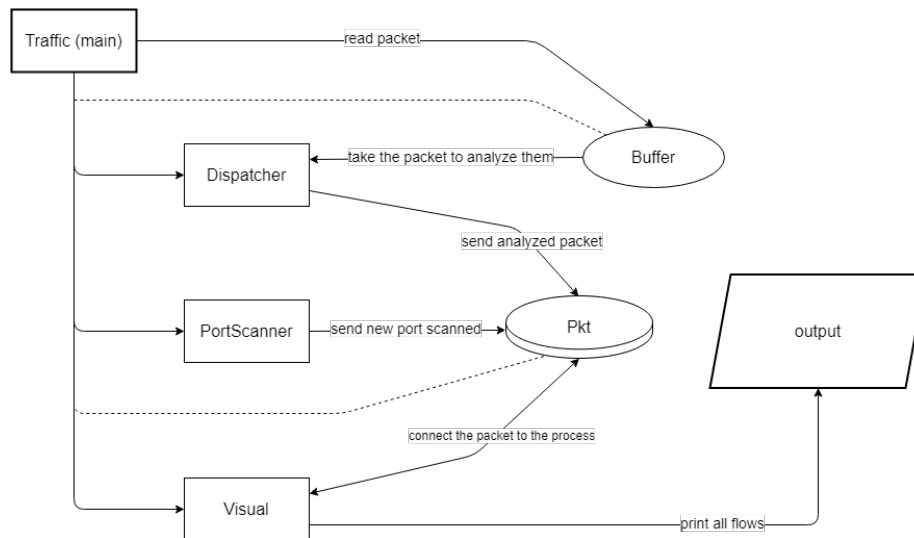 Traffic (main)
read packet
Buffer
take the packet to analyze them
Dispatcher
send analyzed packet
PortScanner
send new port scanned
Pkt
output
connect the packet to the process
Visual
print all flows